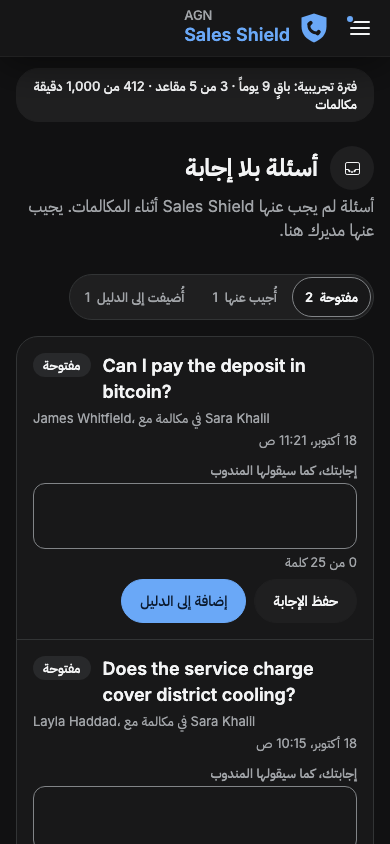 AGN
Sales Shield
فترة تجريبية: باقٍ 9 يوماً · 3 من 5 مقاعد · 412 من 1,000 دقيقة
مكالمات
أسئلة بلا إجابة
أسئلة لم يجب عنها Sales Shield أثناء المكالمات. يجيب
عنها مديرك هنا.
مفتوحة 2
أُجيب عنها 1
أُضيفت إلى الدليل 1
Can I pay the deposit in
bitcoin?
مفتوحة
James Whitfield، في مكالمة مع Sara Khalil
18 أكتوبر، 11:21 ص
إجابتك، كما سيقولها المندوب
0 من 25 كلمة
حفظ الإجابة
إضافة إلى الدليل
Does the service charge
cover district cooling?
مفتوحة
Layla Haddad، في مكالمة مع Sara Khalil
18 أكتوبر، 10:15 ص
إجابتك، كما سيقولها المندوب